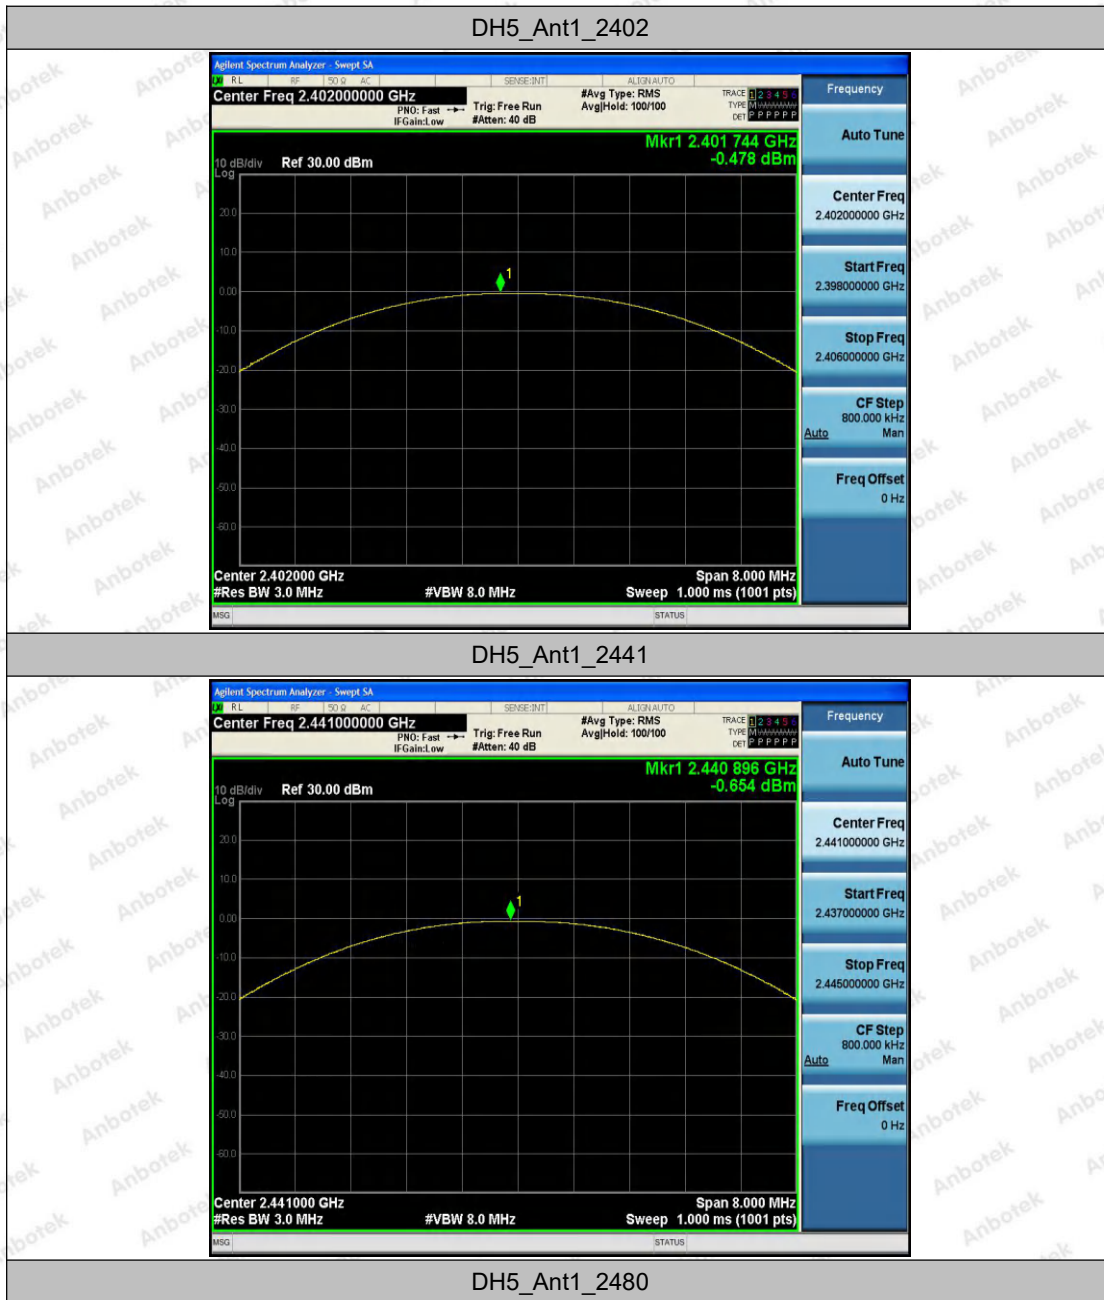 DH5_Ant1_2402
Agilent Spectrum Analyzer - Swept SA
RL RF 50 Ω AC SENSE:INT ALIGNAUTO
Center Freq 2.402000000 GHz
PNO: Fast
IFGain:Low
Trig: Free Run
#Atten: 40 dB
#Avg Type: RMS
Avg|Hold: 100/100
TRACE 1 2 3 4 5 6
TYPE M
DET P P P P P P
Mkr1 2.401 744 GHz
-0.478 dBm
10 dB/div Ref 30.00 dBm
Log
20.0
10.0
1
0.00
-10.0
-20.0
-30.0
-40.0
-60.0
Center 2.402000 GHz Span 8.000 MHz
#Res BW 3.0 MHz #VBW 8.0 MHz Sweep 1.000 ms (1001 pts)
MSG STATUS
Frequency
Auto Tune
Center Freq
2.402000000 GHz
Start Freq
2.398000000 GHz
Stop Freq
2.406000000 GHz
CF Step
800.000 kHz
Auto Man
Freq Offset
0 Hz
DH5_Ant1_2441
Agilent Spectrum Analyzer - Swept SA
RL RF 50 Ω AC SENSE:INT ALIGNAUTO
Center Freq 2.441000000 GHz
PNO: Fast
IFGain:Low
Trig: Free Run
#Atten: 40 dB
#Avg Type: RMS
Avg|Hold: 100/100
TRACE 1 2 3 4 5 6
TYPE M
DET P P P P P P
Mkr1 2.440 896 GHz
-0.654 dBm
10 dB/div Ref 30.00 dBm
Log
20.0
10.0
1
0.00
-10.0
-20.0
-30.0
-40.0
-50.0
-60.0
Center 2.441000 GHz Span 8.000 MHz
#Res BW 3.0 MHz #VBW 8.0 MHz Sweep 1.000 ms (1001 pts)
MSG STATUS
Frequency
Auto Tune
Center Freq
2.441000000 GHz
Start Freq
2.437000000 GHz
Stop Freq
2.445000000 GHz
CF Step
800.000 kHz
Auto Man
Freq Offset
0 Hz
DH5_Ant1_2480
Anbotek